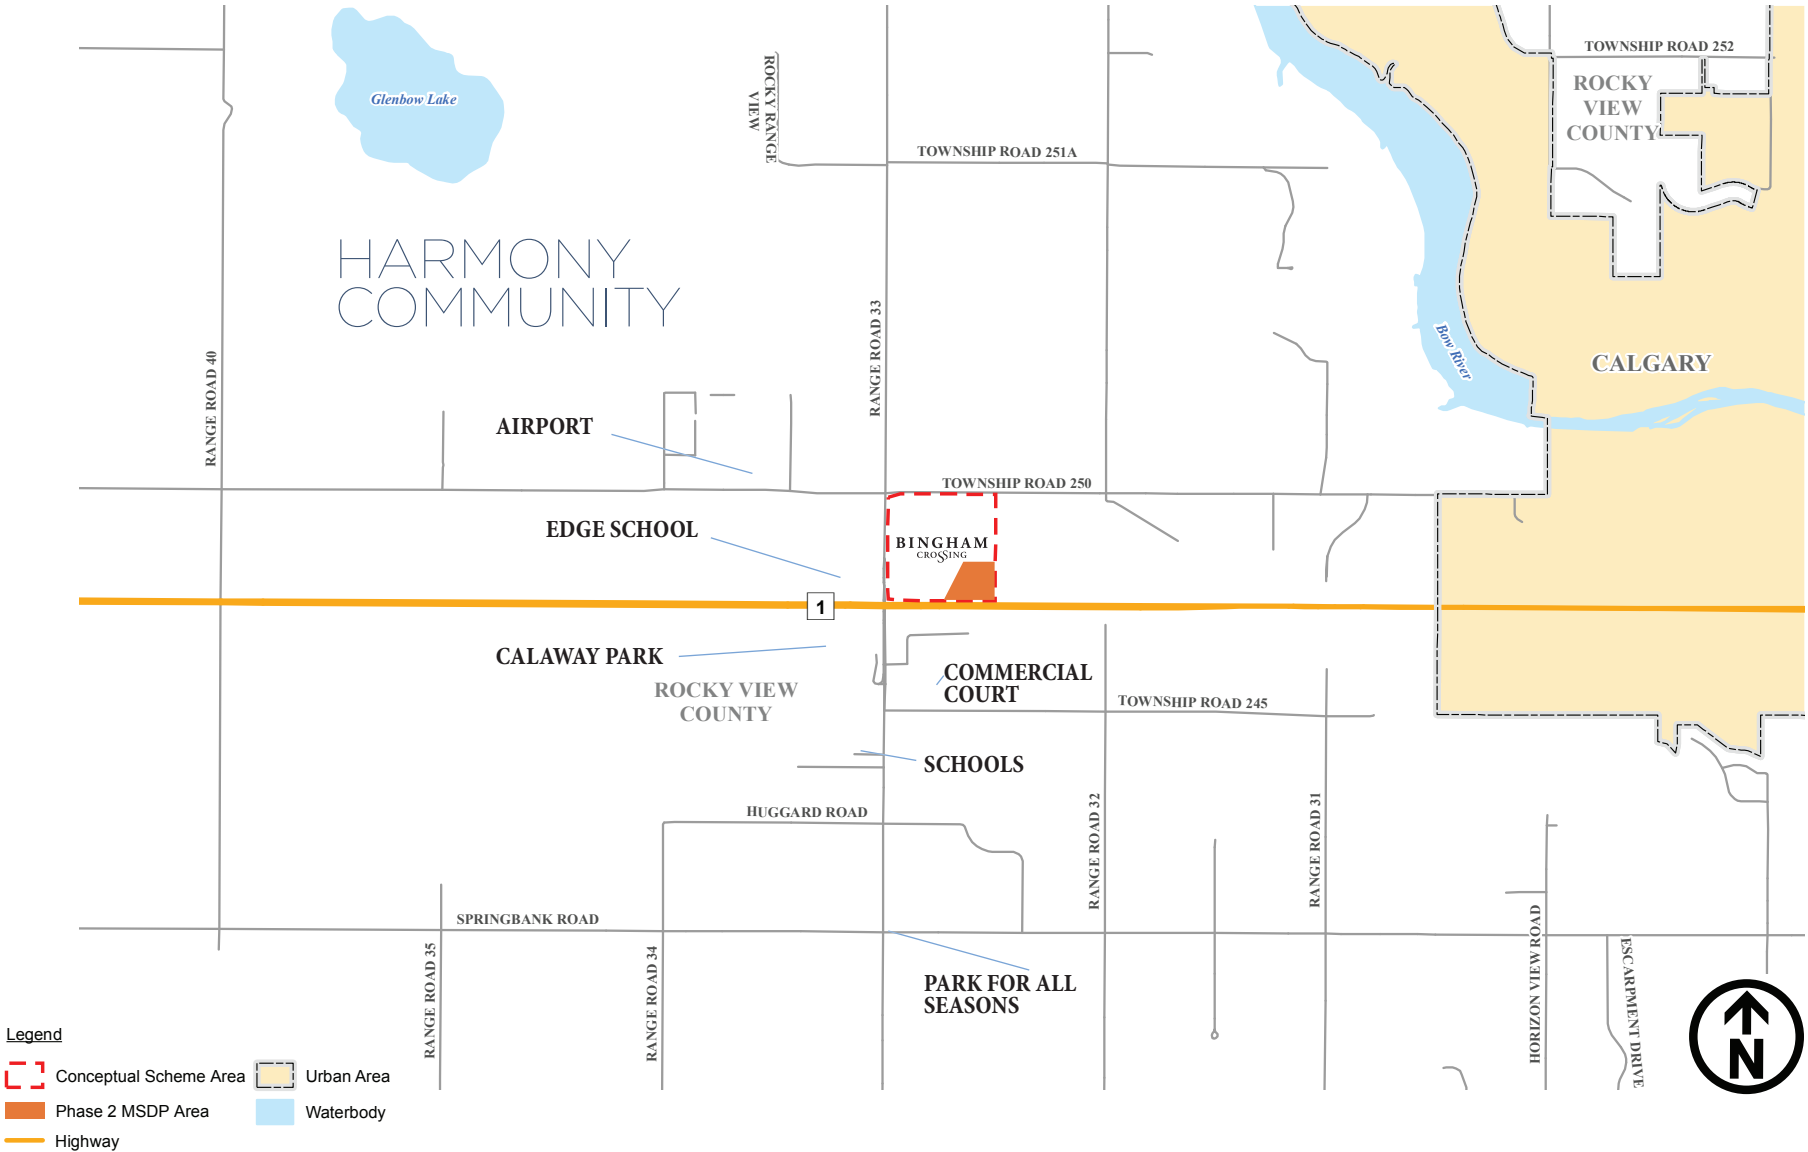 TOWNSHIP ROAD 252
ROCKY
VIEW
COUNTY
Glenbow Lake
ROCKY RANGE
VIEW
TOWNSHIP ROAD 251A
HARMONY
COMMUNITY
RANGE ROAD 33
Bow River
CALGARY
RANGE ROAD 40
AIRPORT
TOWNSHIP ROAD 250
EDGE SCHOOL
BINGHAM
CROSSING
1
CALAWAY PARK
COMMERCIAL
COURT
ROCKY VIEW
COUNTY
TOWNSHIP ROAD 245
SCHOOLS
HUGGARD ROAD
RANGE ROAD 32
RANGE ROAD 31
SPRINGBANK ROAD
RANGE ROAD 35
RANGE ROAD 34
HORIZON VIEW ROAD
ESCARPMENT DRIVE
PARK FOR ALL
SEASONS
N
Legend
Conceptual Scheme Area
Urban Area
Phase 2 MSDP Area
Waterbody
Highway